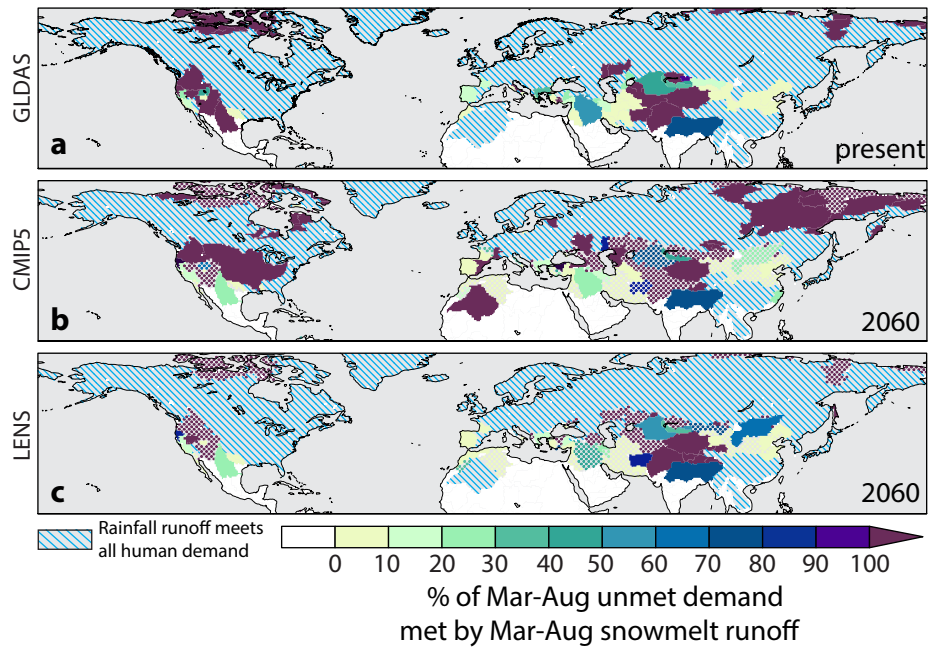 GLDAS
a
present
CMIP5
b
2060
LENS
c
2060
Rainfall runoff meets
all human demand
0 10 20 30 40 50 60 70 80 90 100
% of Mar-Aug unmet demand
met by Mar-Aug snowmelt runoff